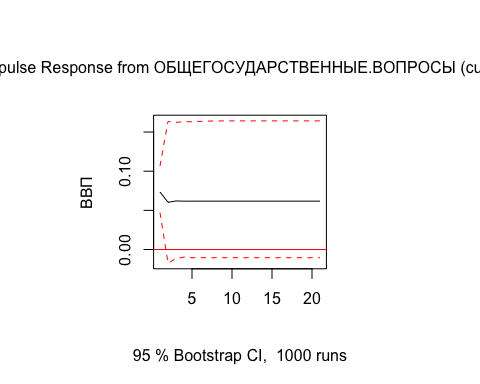 pulse Response from ОБЩЕГОСУДАРСТВЕННЫЕ.ВОПРОСЫ (cu
ВВП
0.10
0.00
5 10 15 20
95 % Bootstrap CI, 1000 runs